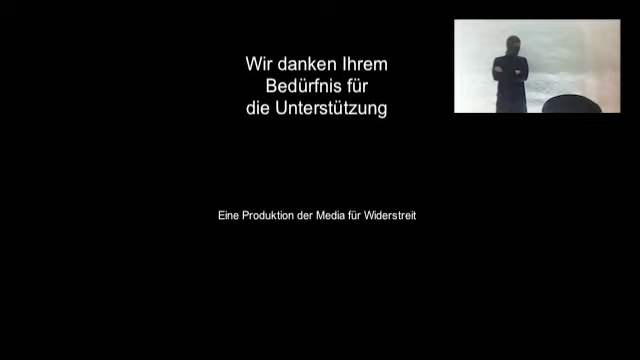 Wir danken Ihrem
Bedürfnis für
die Unterstützung
Eine Produktion der Media für Widerstreit